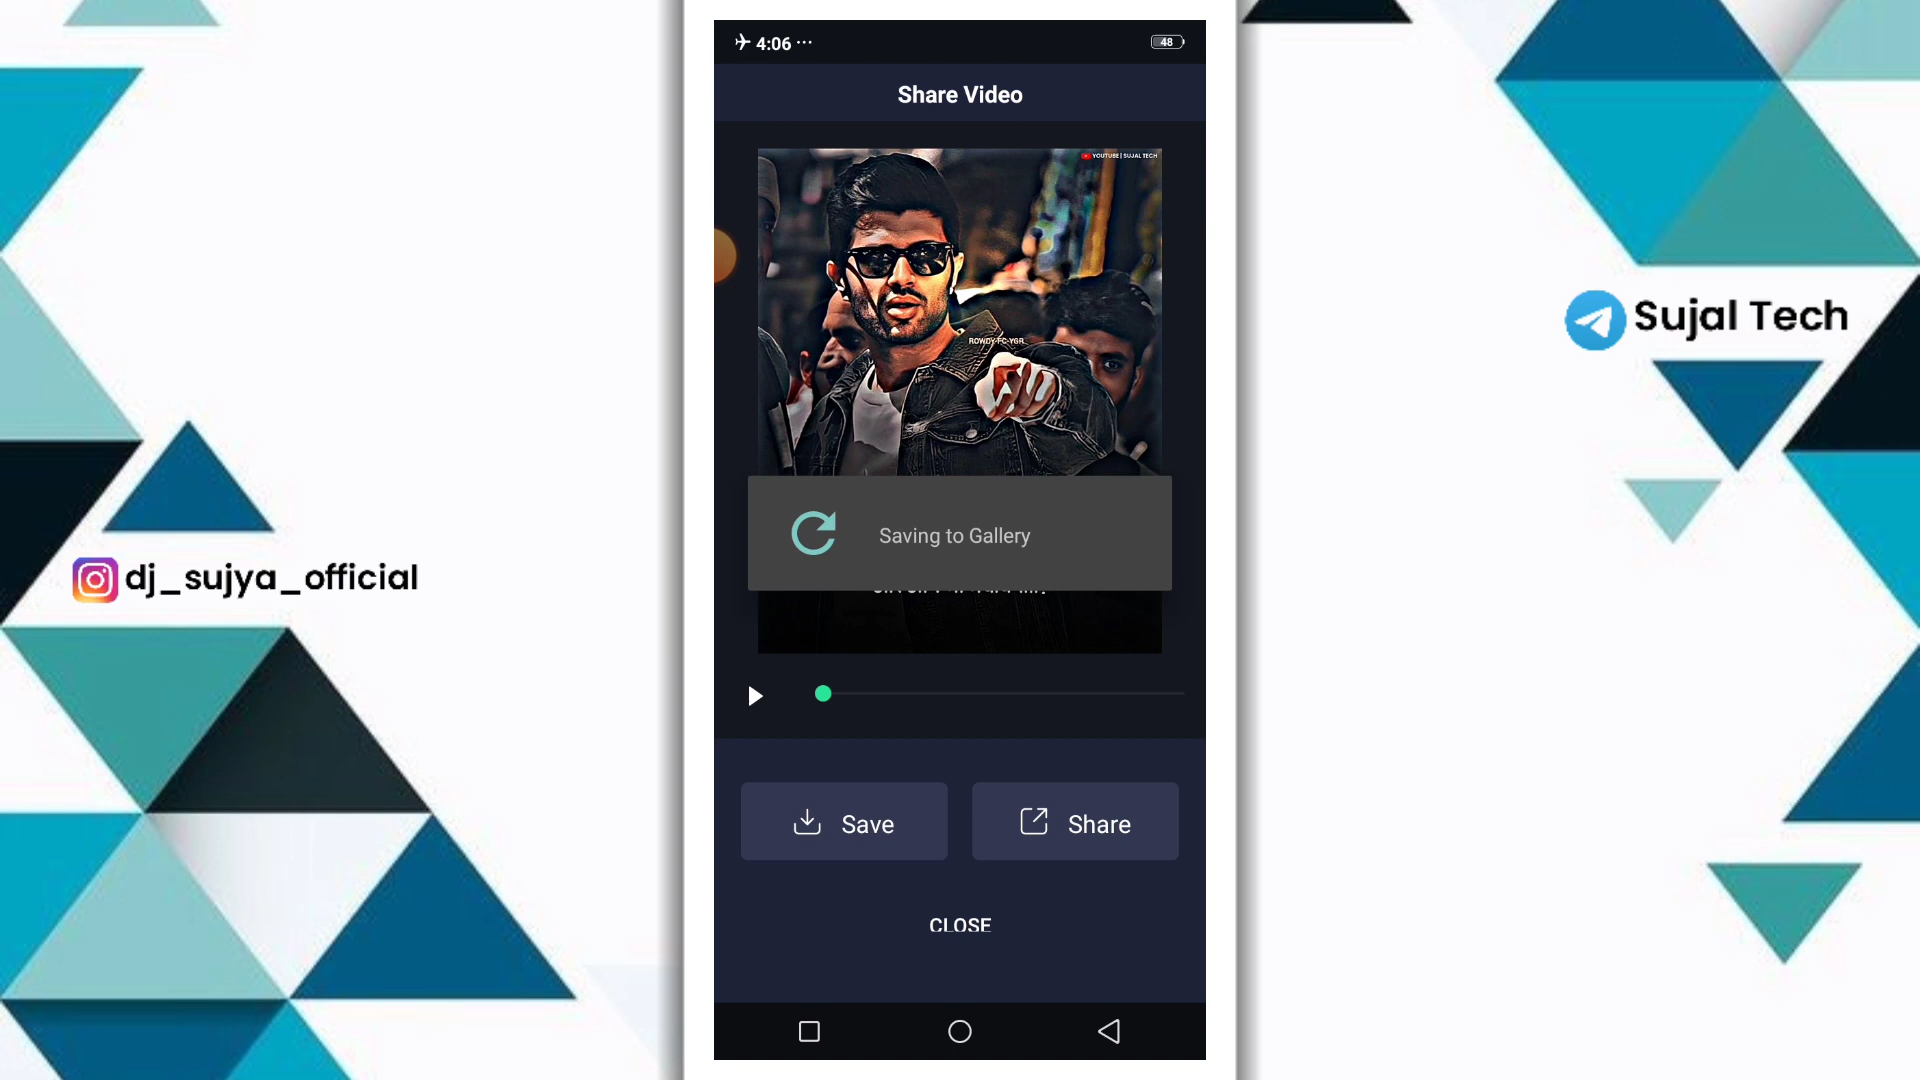 4:06
48
Share Video
YOUTUBE | SUJAL TECH
ROWDY-FC-YGR
Saving to Gallery
Save
Share
CLOSE
dj_sujya_official
Sujal Tech